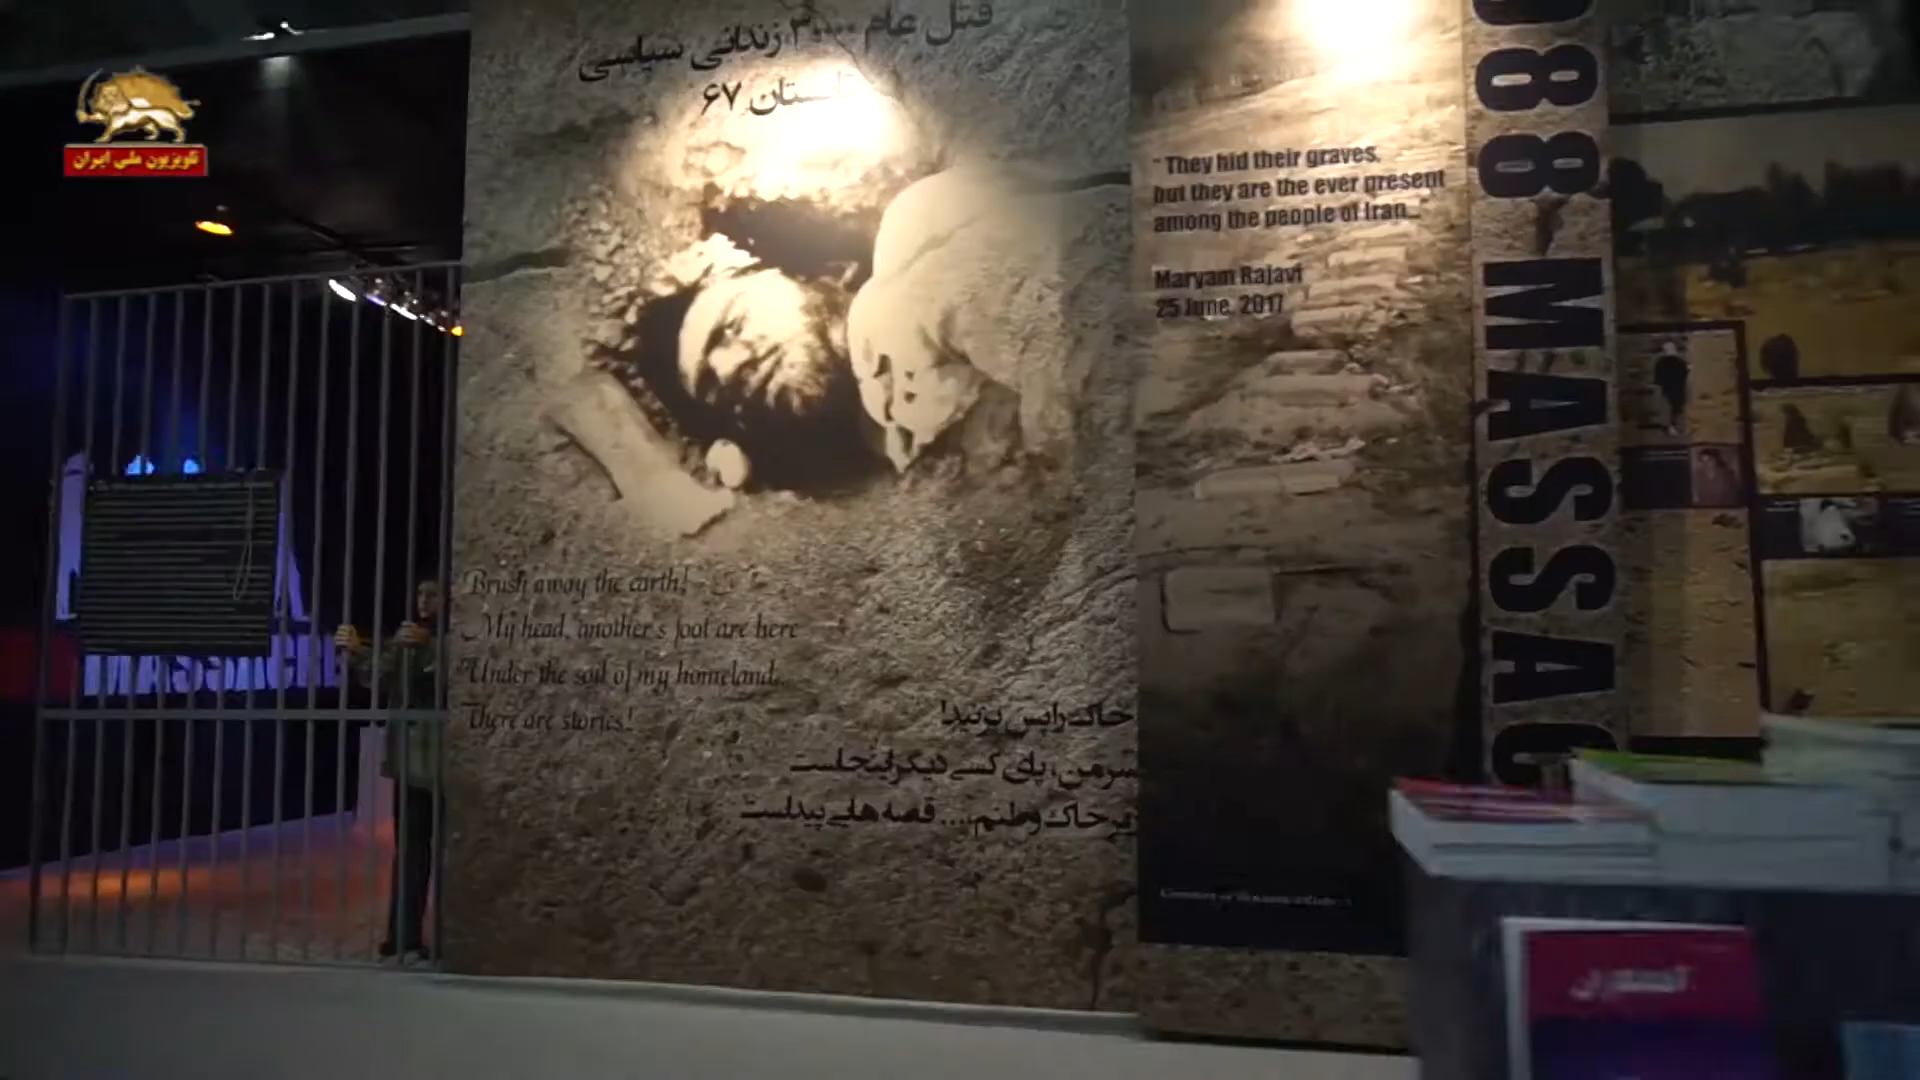 تلویزیون ملی ایران
قتل عام ۳۰۰۰۰ زندانی سیاسی
تابستان ۶۷
"They hid their graves,
but they are the ever present
among the people of Iran..."
Maryam Rajavi
25 June, 2017
988 MASSAC
Brush away the earth!
My head, another's foot are here
Under the soil of my homeland..
There are stories!
خاک را پس بزنید!
سر من، پای کسی دیگر اینجاست
زیر خاک وطنم.... قصه هایی پیداست
MASSACRE